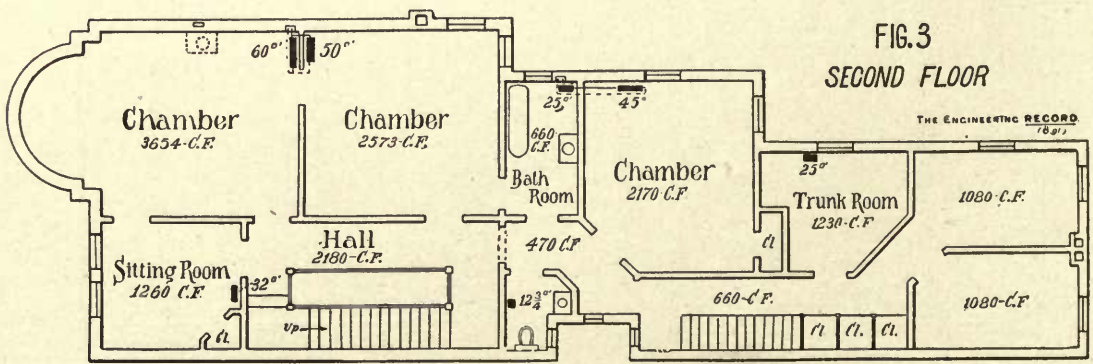 FIG. 3
SECOND FLOOR
THE ENGINEERING RECORD.
60°'
50°'
Chamber
3654-C.F.
Chamber
2573-C.F.
25°'
45°
660
C.F.
Bath
Room
Chamber
2170-C.F.
25°
Trunk Room
1230-C.F
1080-C.F.
Cl
Hall
2180-C.F.
470 C.F
Sitting Room
1260 C.F.
32°'
12 3/4°'
660-C F.
1080-C.F
Up
Cl.
Cl
Cl.
Cl.